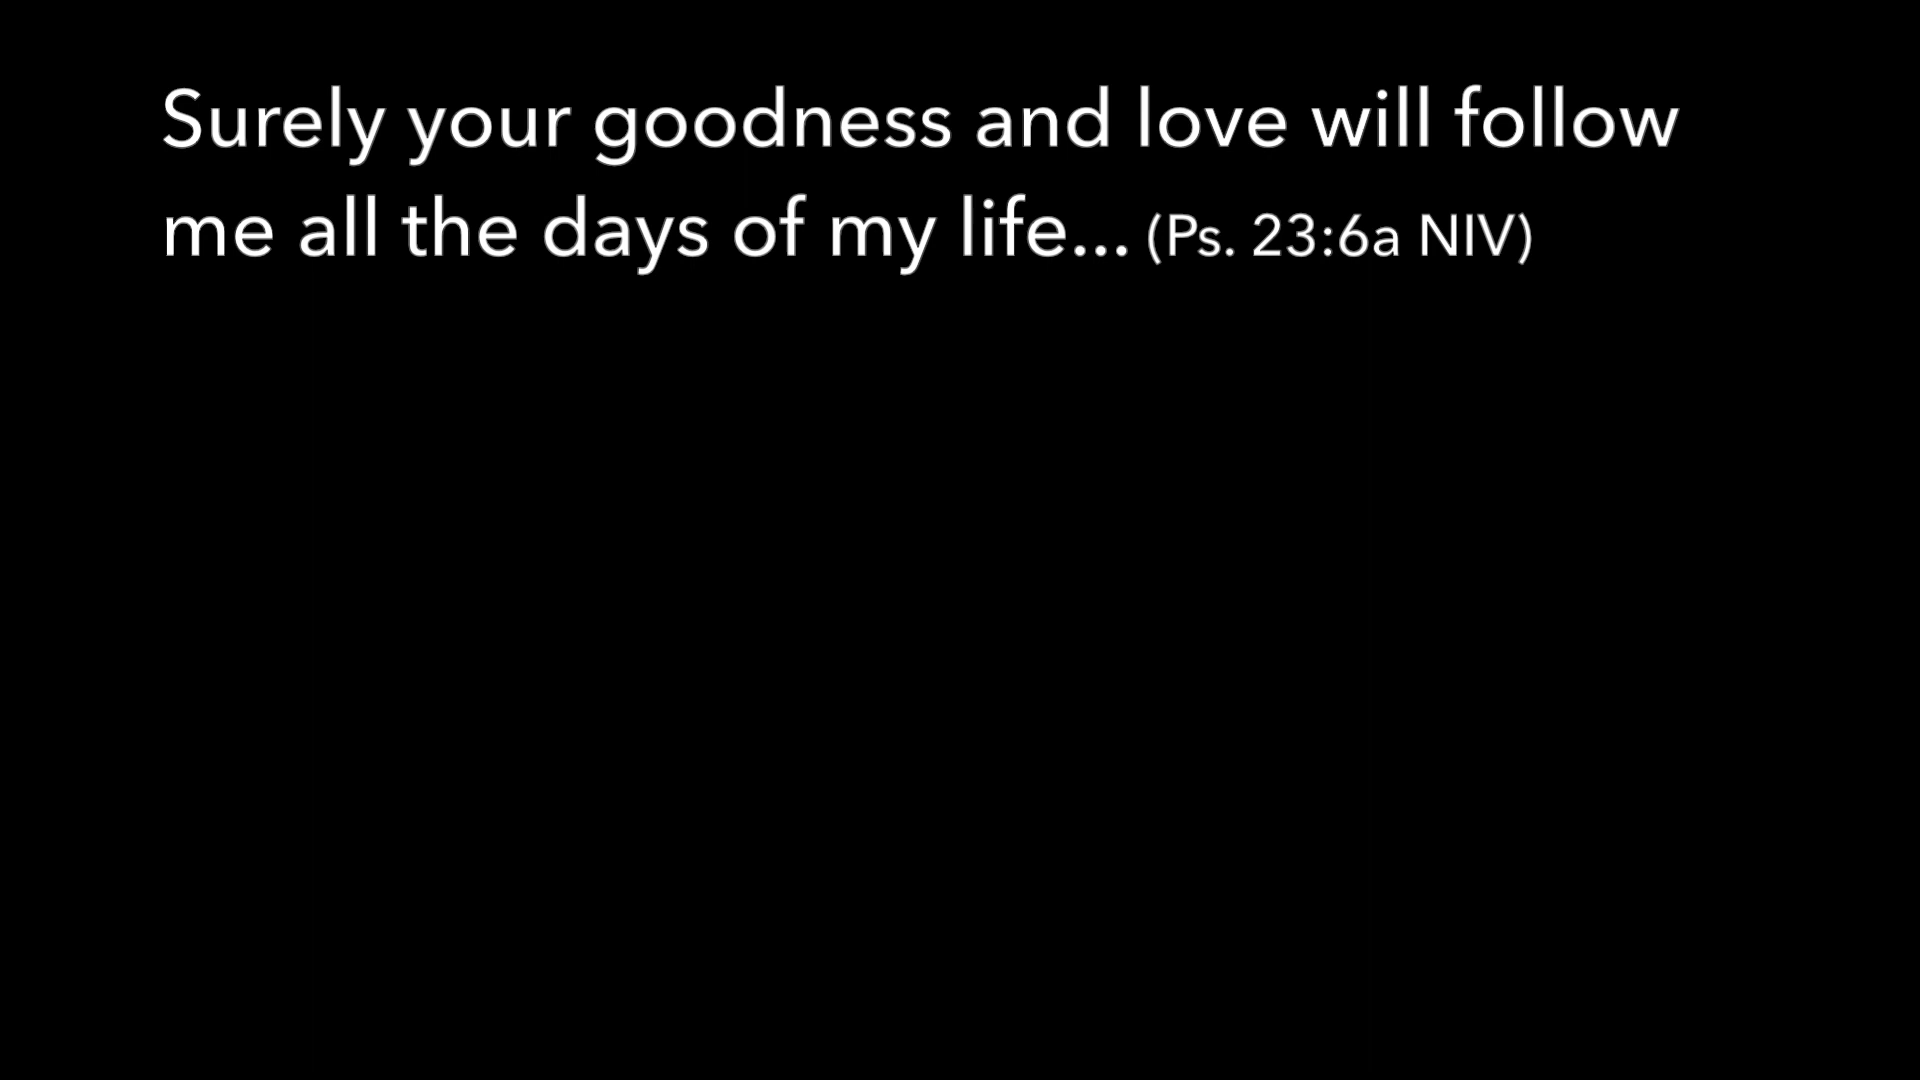 Surely your goodness and love will follow
me all the days of my life... (Ps. 23:6a NIV)